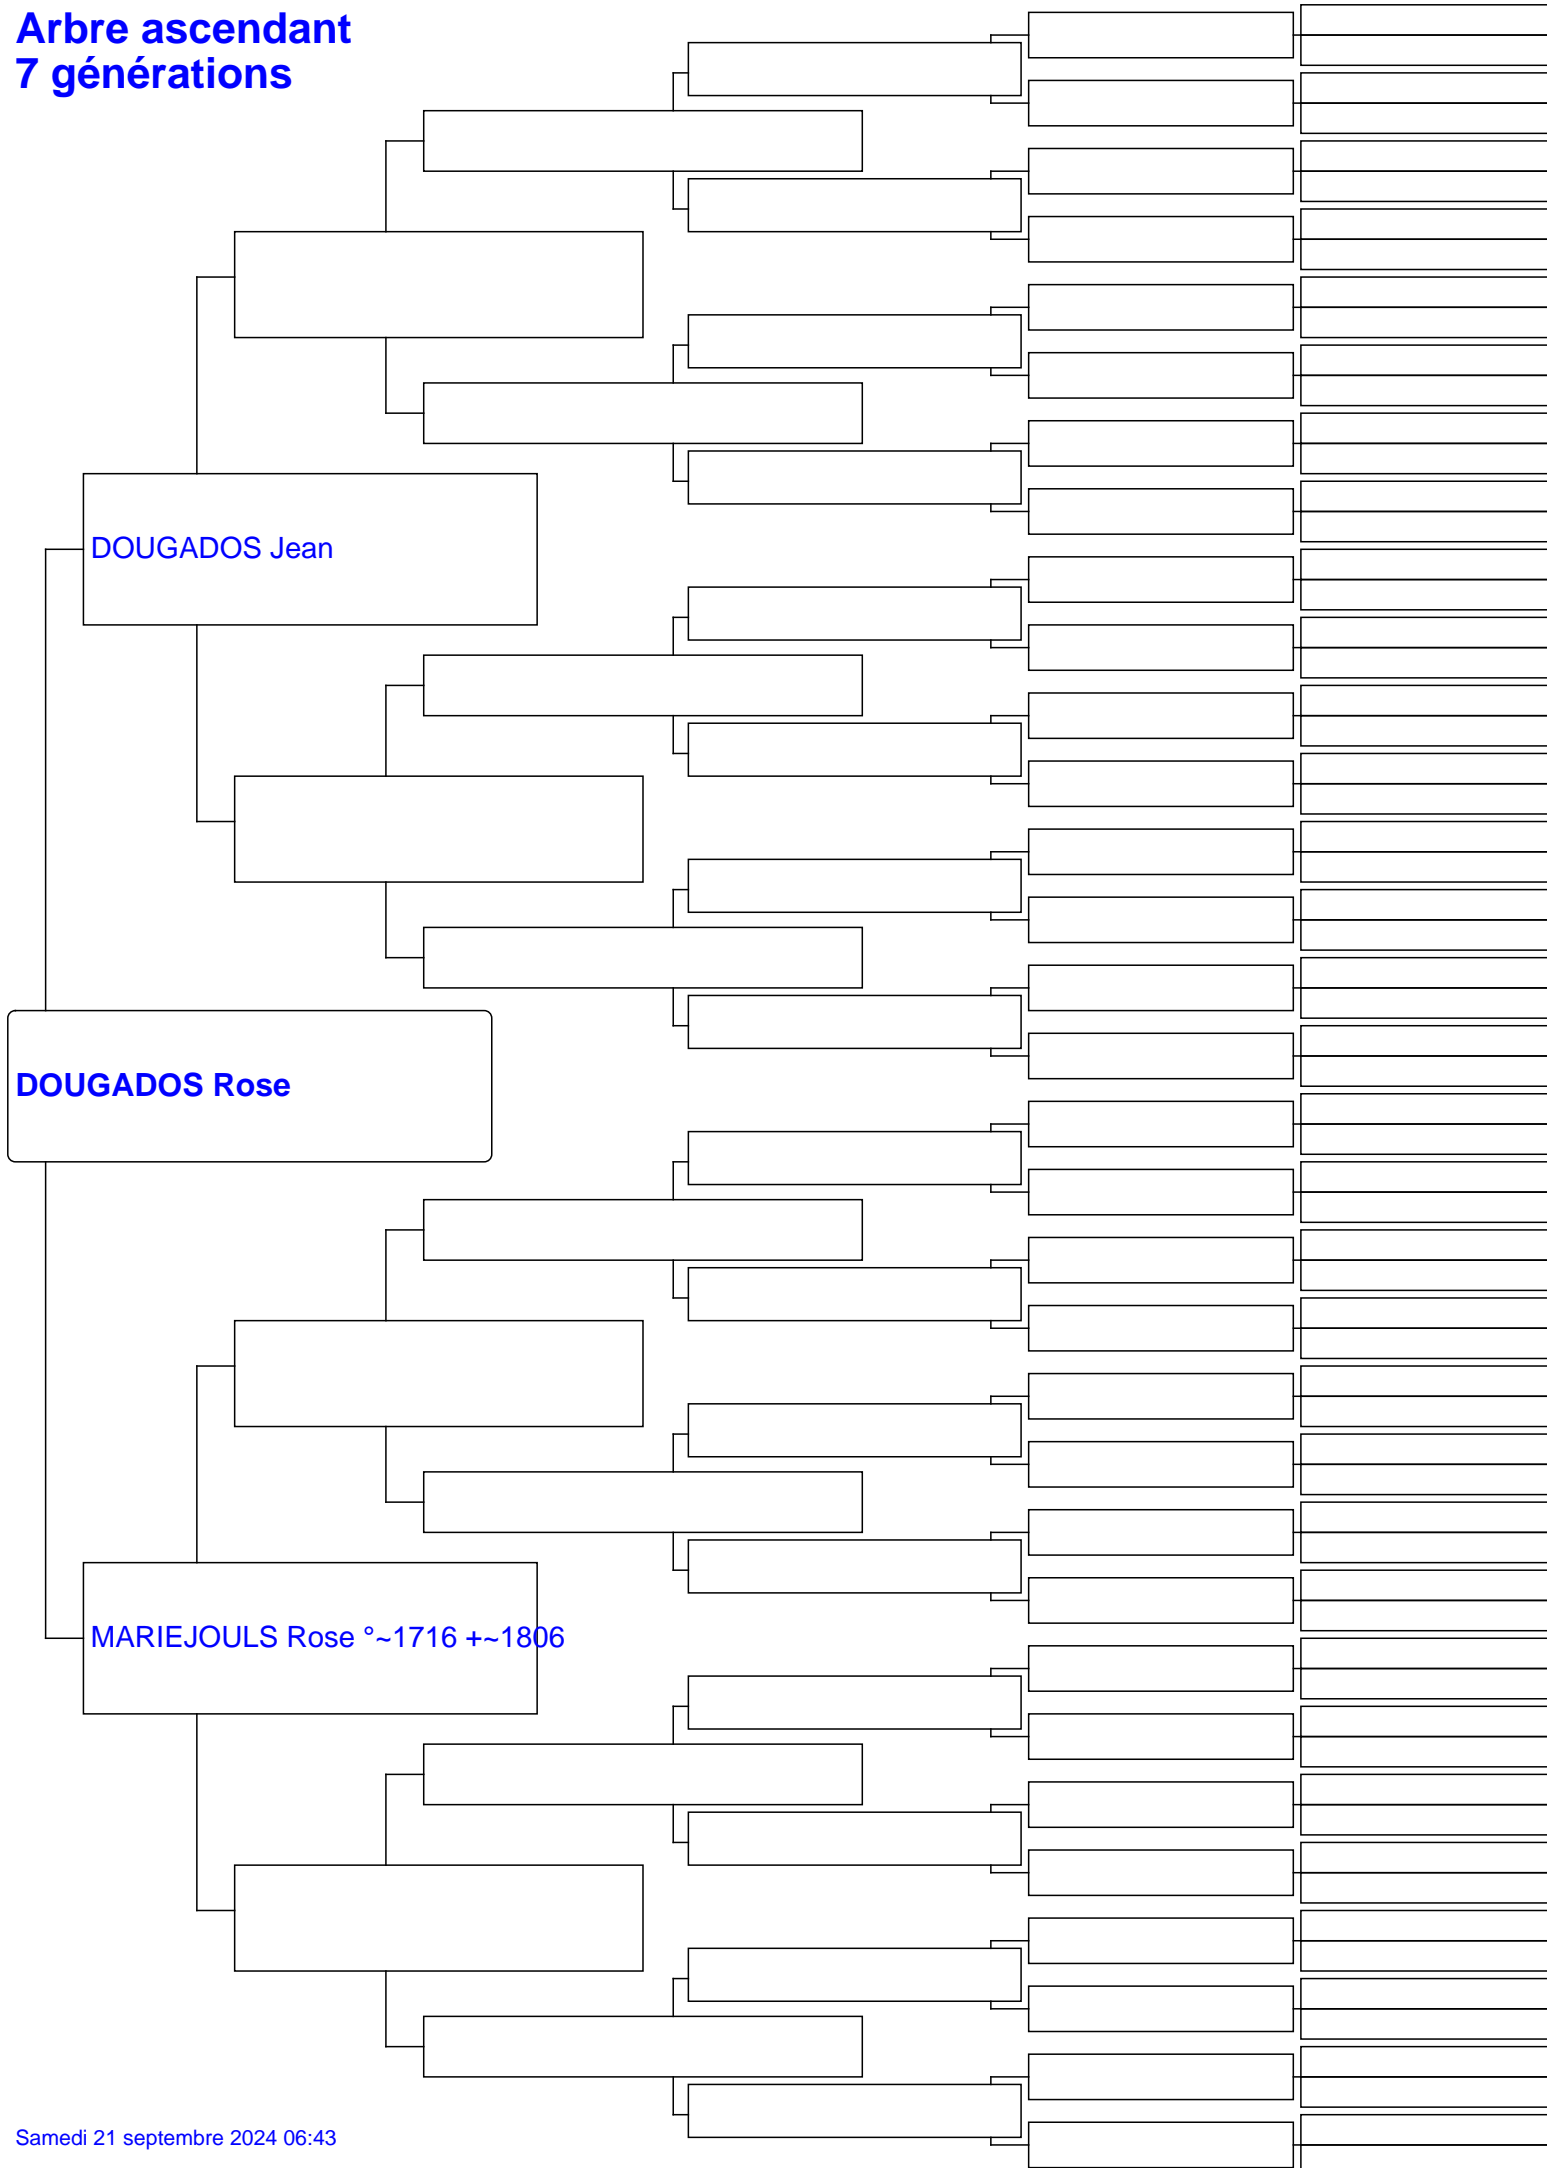 Arbre ascendant
7 générations
DOUGADOS Jean
DOUGADOS Rose
MARIEJOULS Rose °~1716 +~1806
Samedi 21 septembre 2024 06:43